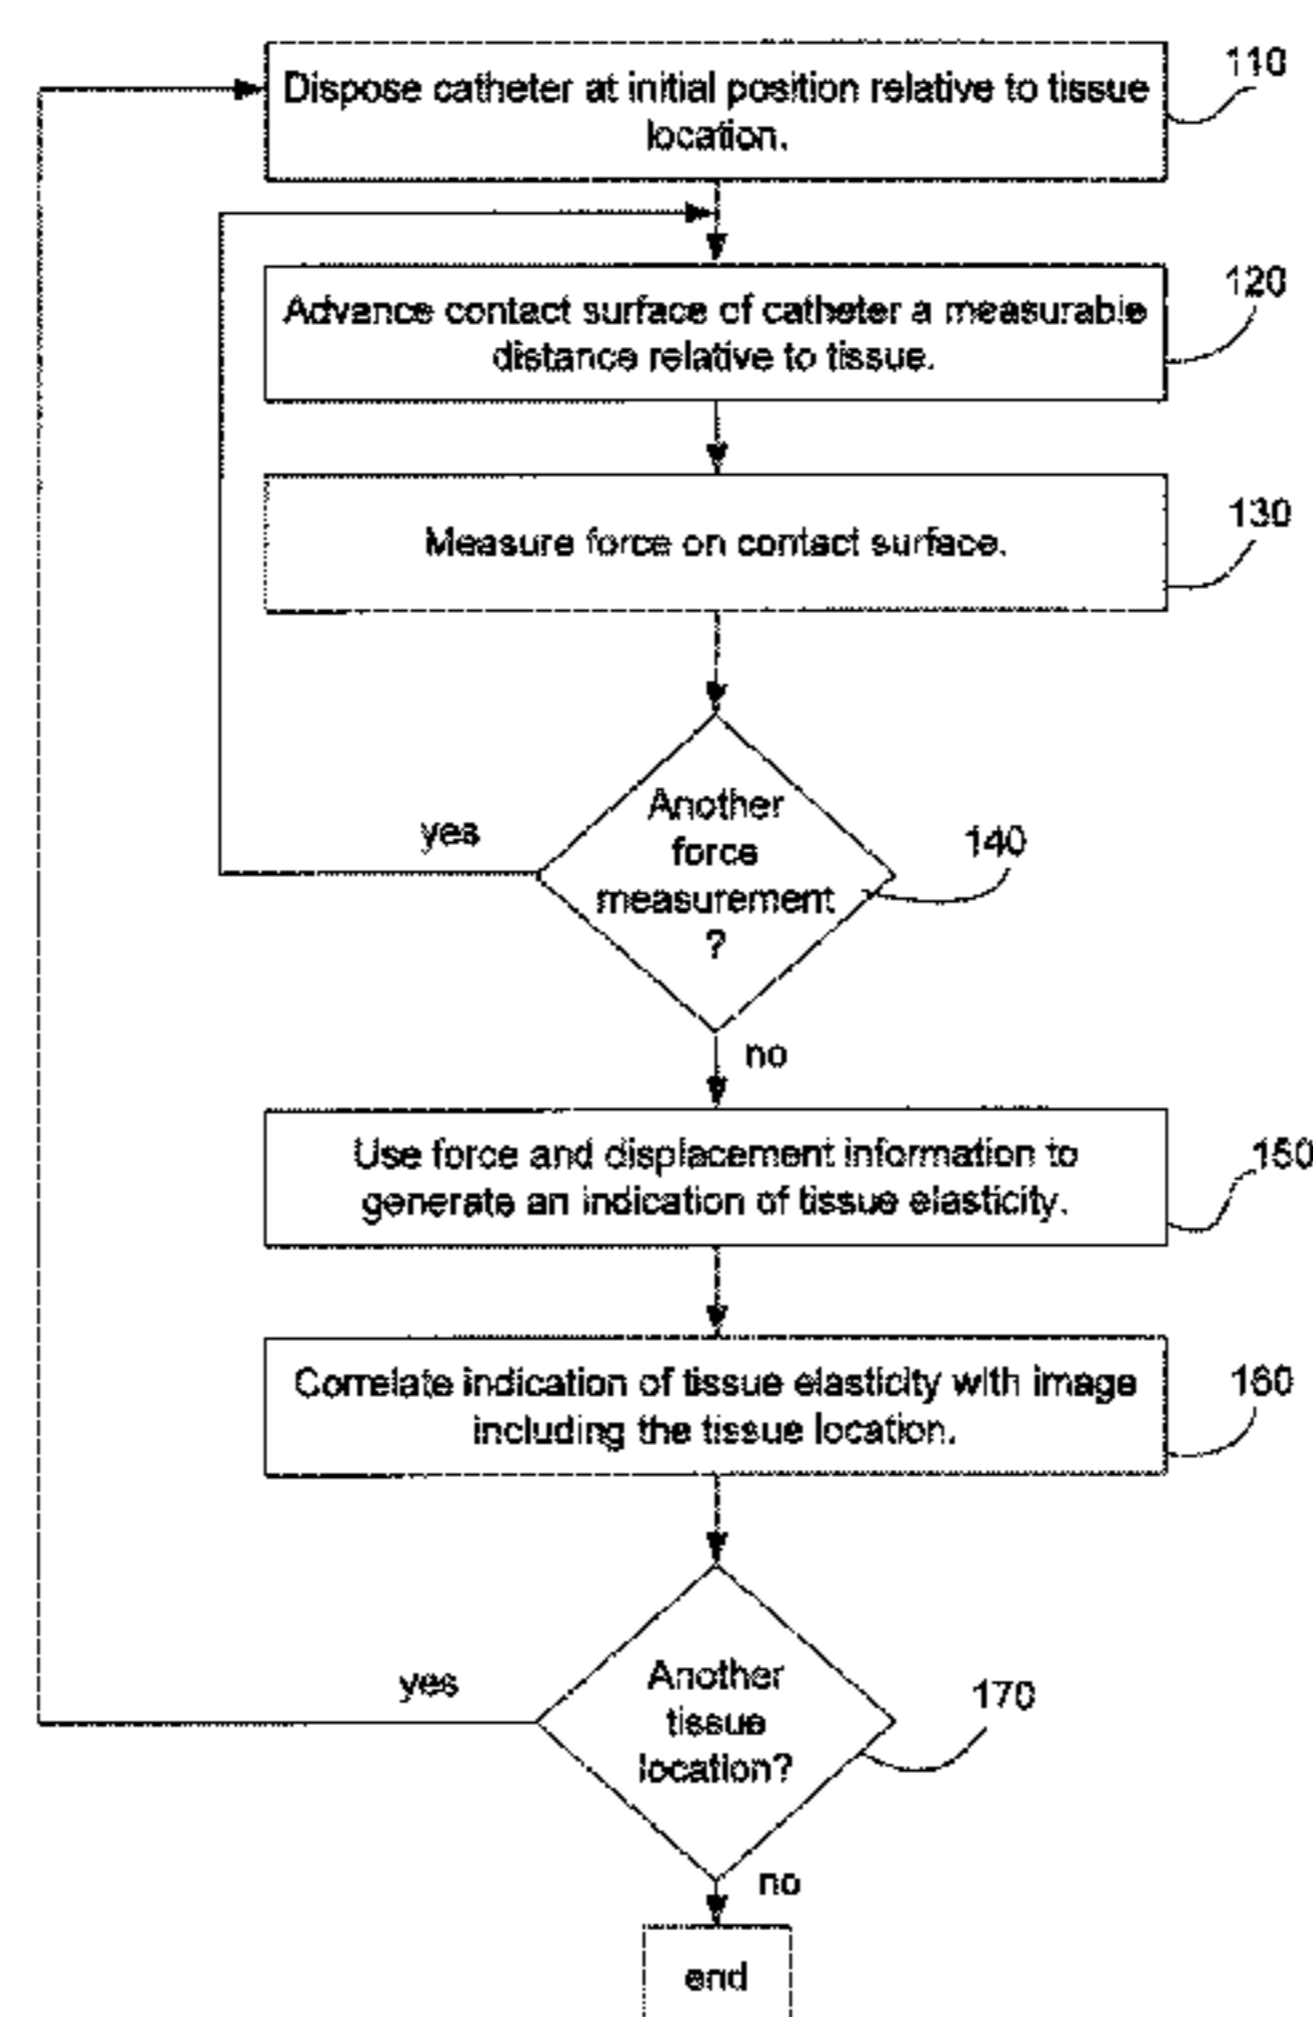 110
Dispose catheter at initial position relative to tissue
location.
120
Advance contact surface of catheter a measurable
distance relative to tissue.
130
Measure force on contact surface.
Another
force
measurement
?
140
yes
no
150
Use force and displacement information to
generate an indication of tissue elasticity.
160
Correlate indication of tissue elasticity with image
including the tissue location.
Another
tissue
location?
170
yes
no
end